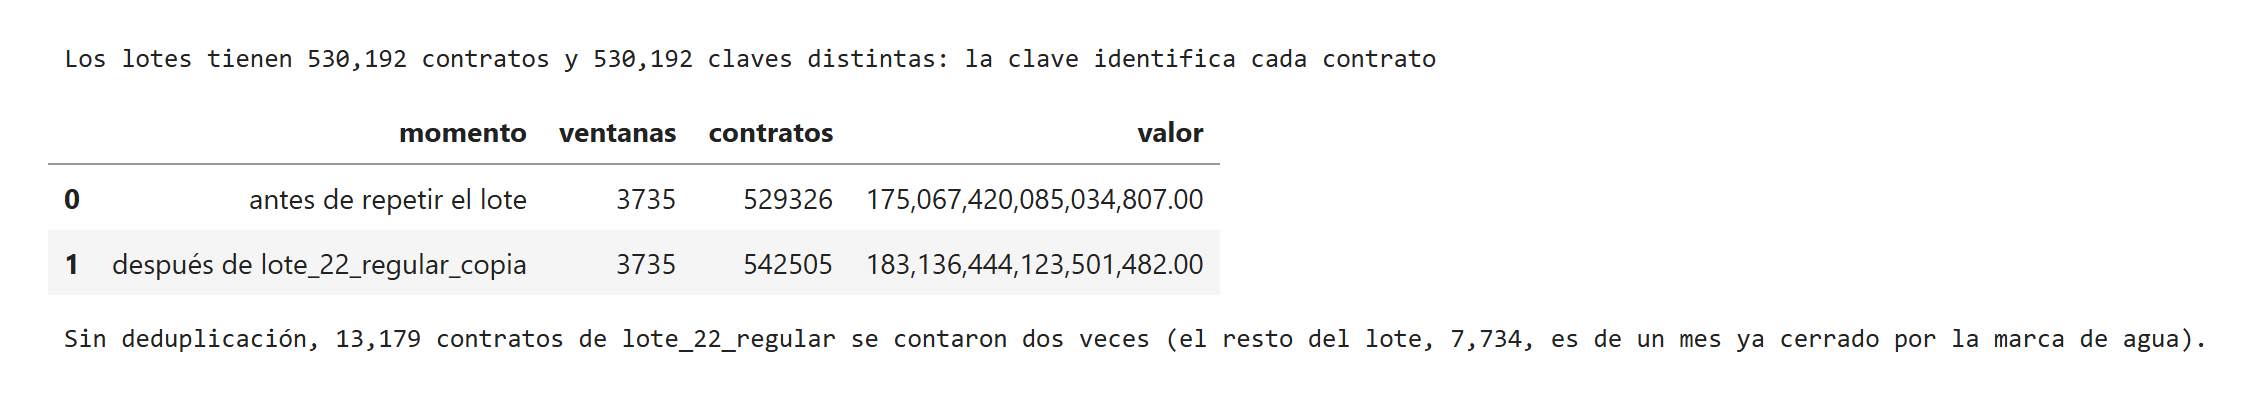 Los lotes tienen 530,192 contratos y 530,192 claves distintas: la clave identifica cada contrato
momento ventanas contratos valor
0 antes de repetir el lote 3735 529326 175,067,420,085,034,807.00
1 después de lote_22_regular_copia 3735 542505 183,136,444,123,501,482.00
Sin deduplicación, 13,179 contratos de lote_22_regular se contaron dos veces (el resto del lote, 7,734, es de un mes ya cerrado por la marca de agua).